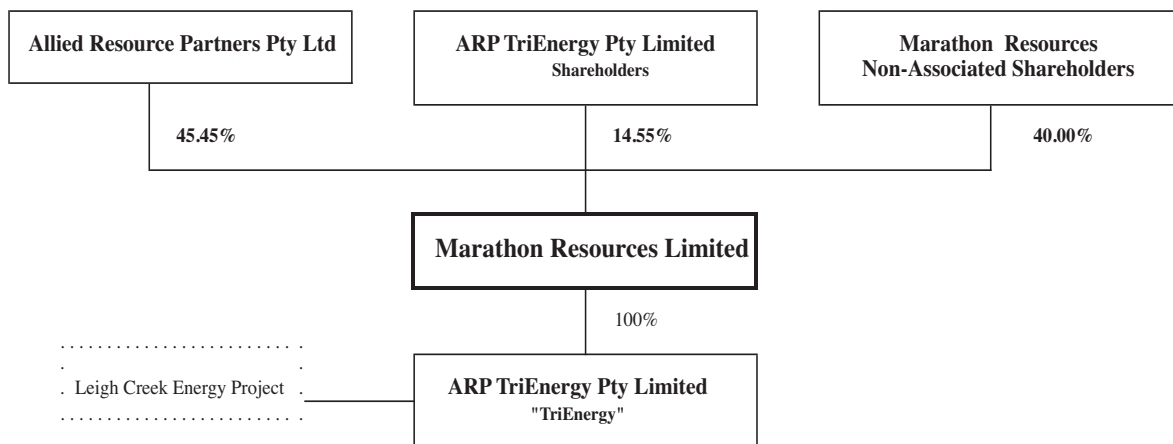 Allied Resource Partners Pty Ltd
ARP TriEnergy Pty Limited
Shareholders
Marathon Resources
Non-Associated Shareholders
45.45%
14.55%
40.00%
Marathon Resources Limited
100%
Leigh Creek Energy Project
ARP TriEnergy Pty Limited
"TriEnergy"